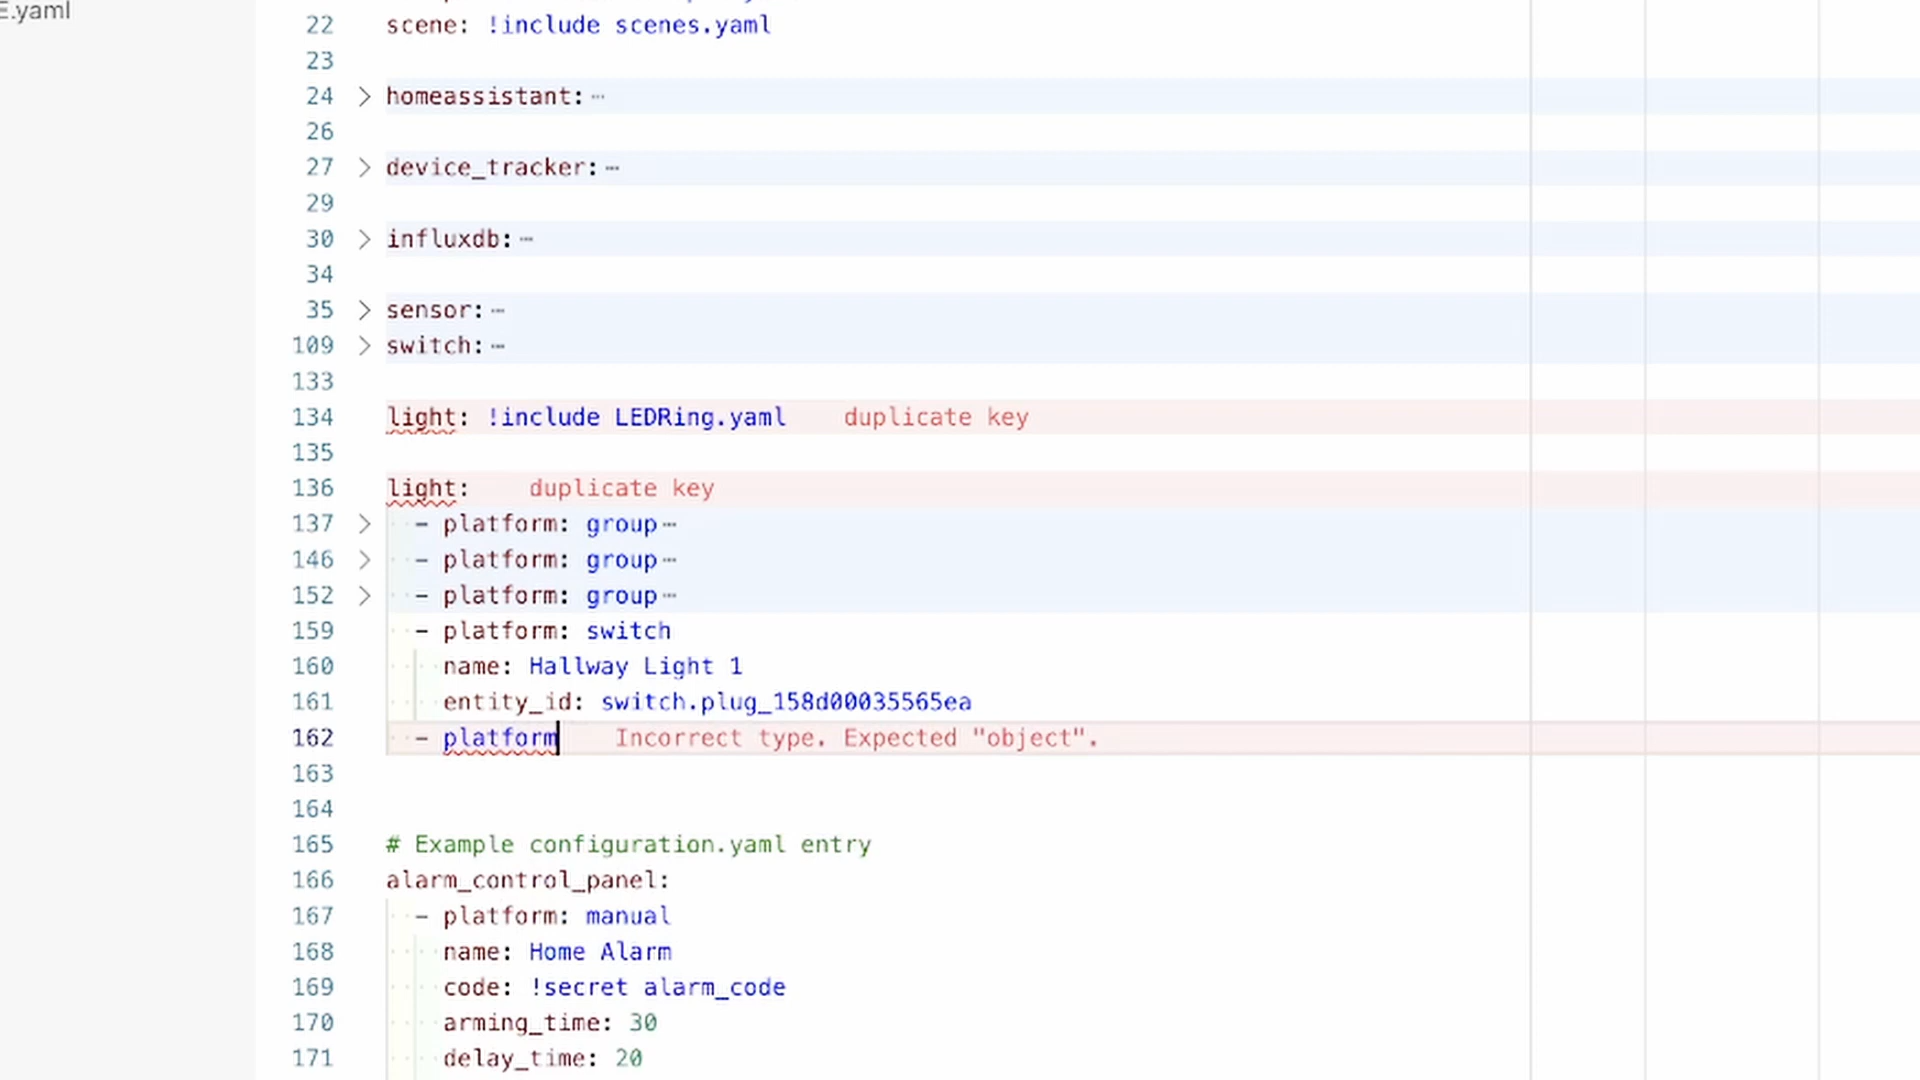 E.yaml
22 scene: !include scenes.yaml
23
24 homeassistant:
26
27 device_tracker:
29
30 influxdb:
34
35 sensor:
109 switch:
133
134 light: !include LEDRing.yaml duplicate key
135
136 light: duplicate key
137 - platform: group
146 - platform: group
152 - platform: group
159 - platform: switch
160 name: Hallway Light 1
161 entity_id: switch.plug_158d00035565ea
162 - platform Incorrect type. Expected "object".
163
164
165 # Example configuration.yaml entry
166 alarm_control_panel:
167 - platform: manual
168 name: Home Alarm
169 code: !secret alarm_code
170 arming_time: 30
171 delay_time: 20